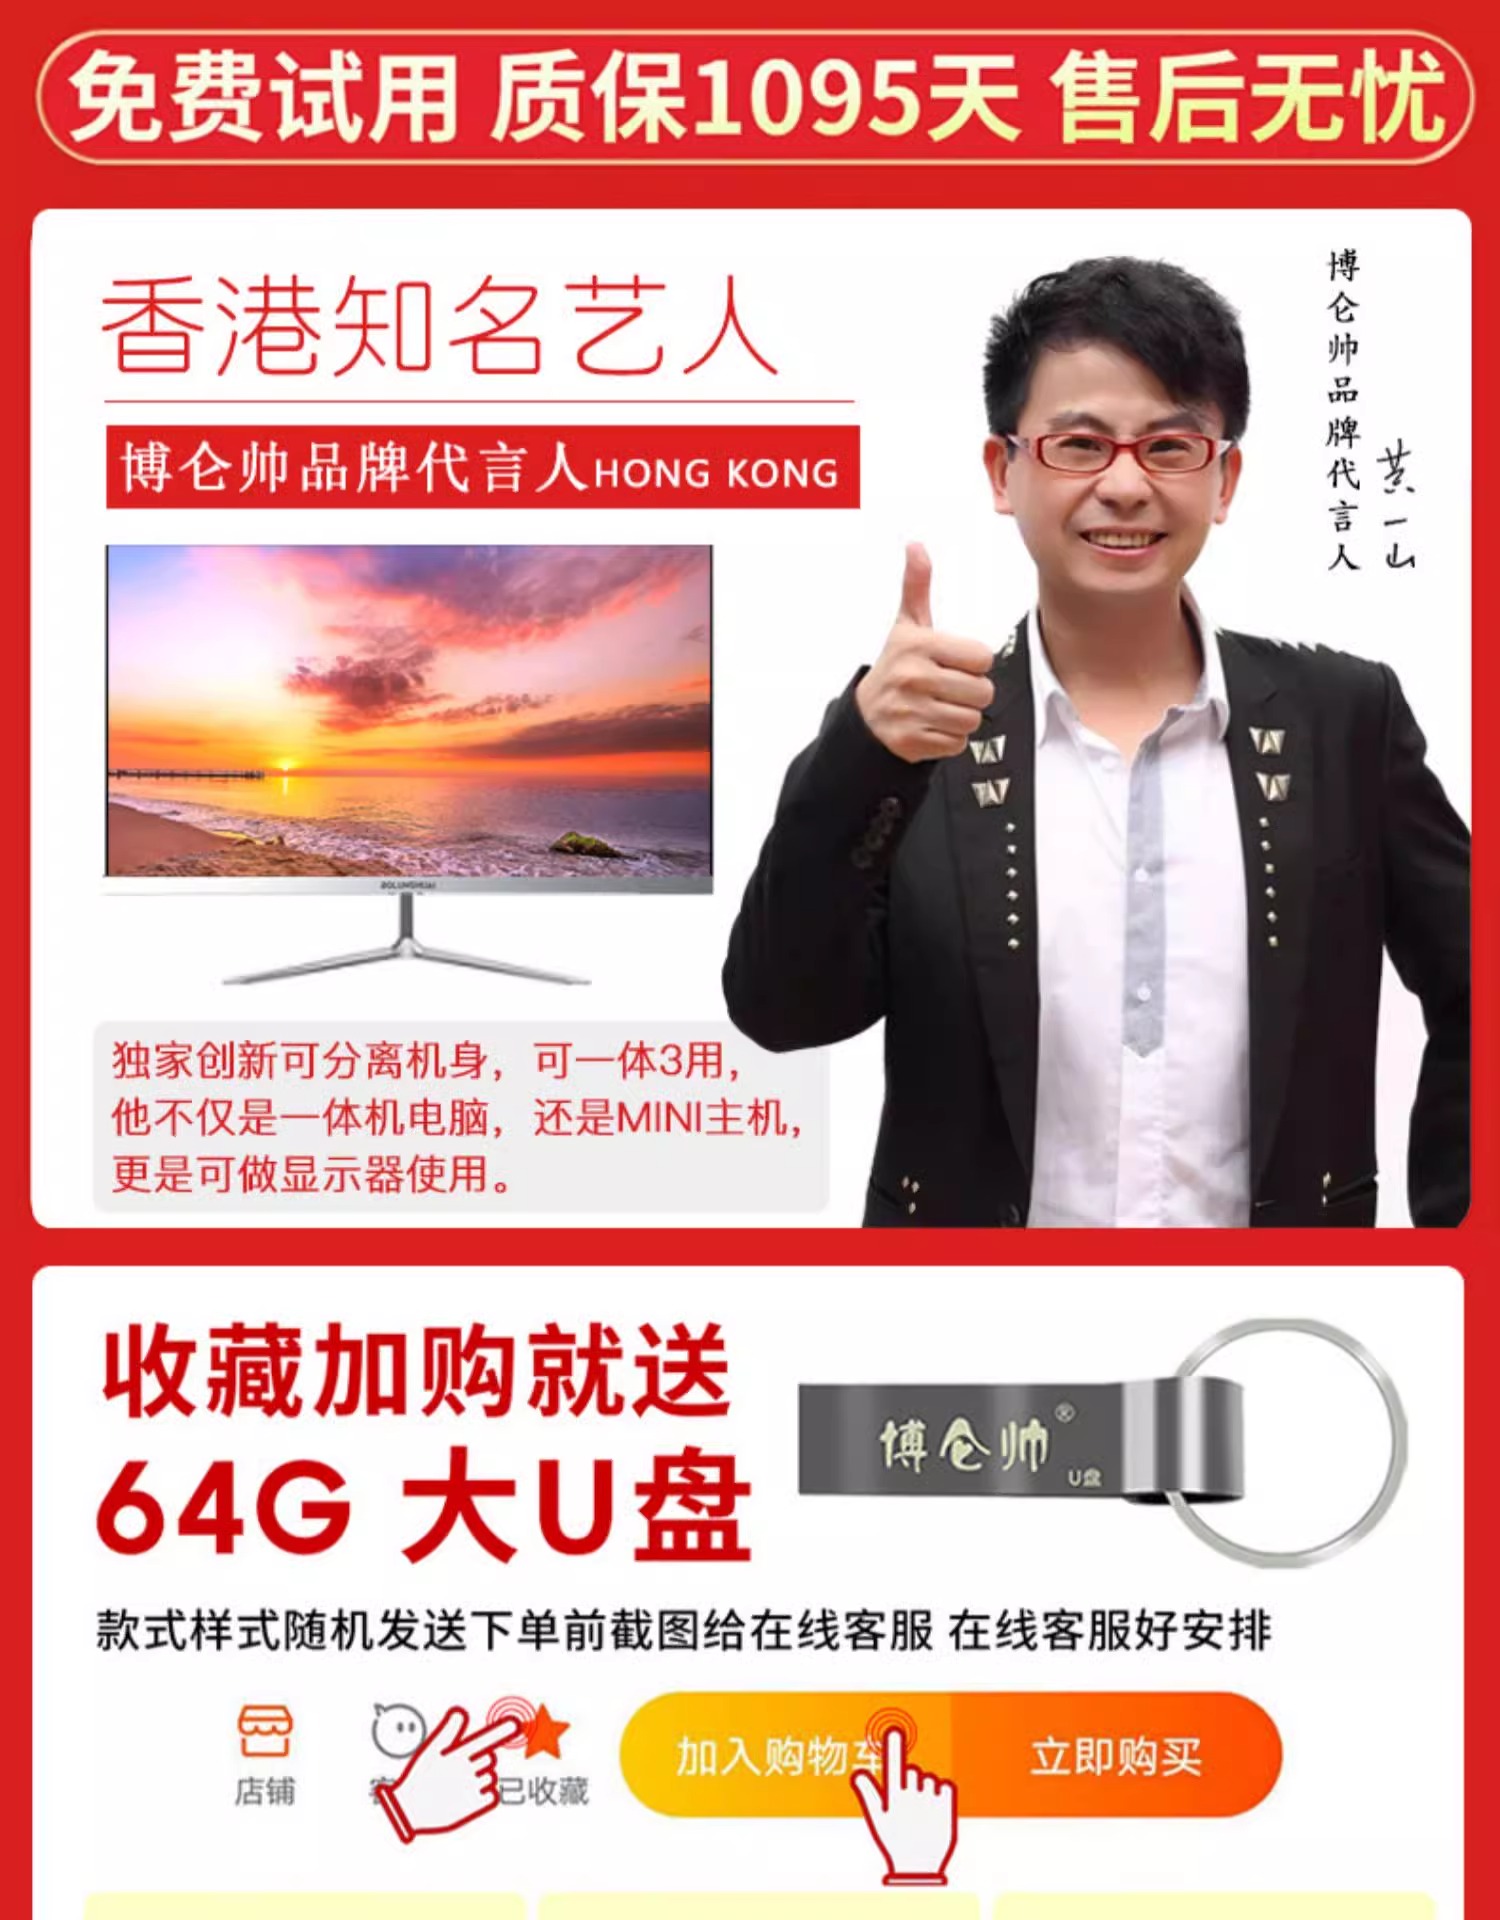 免费试用 质保1095天 售后无忧
香港知名艺人
博仑帅品牌代言人HONG KONG
博仑帅品牌代言人
黄一山
BOLUNSHUAI
独家创新可分离机身，可一体3用，
他不仅是一体机电脑，还是MINI主机，
更是可做显示器使用。
收藏加购就送
64G 大U盘
博仑帅®
U盘
款式样式随机发送下单前截图给在线客服 在线客服好安排
加入购物车
立即购买
店铺
已收藏